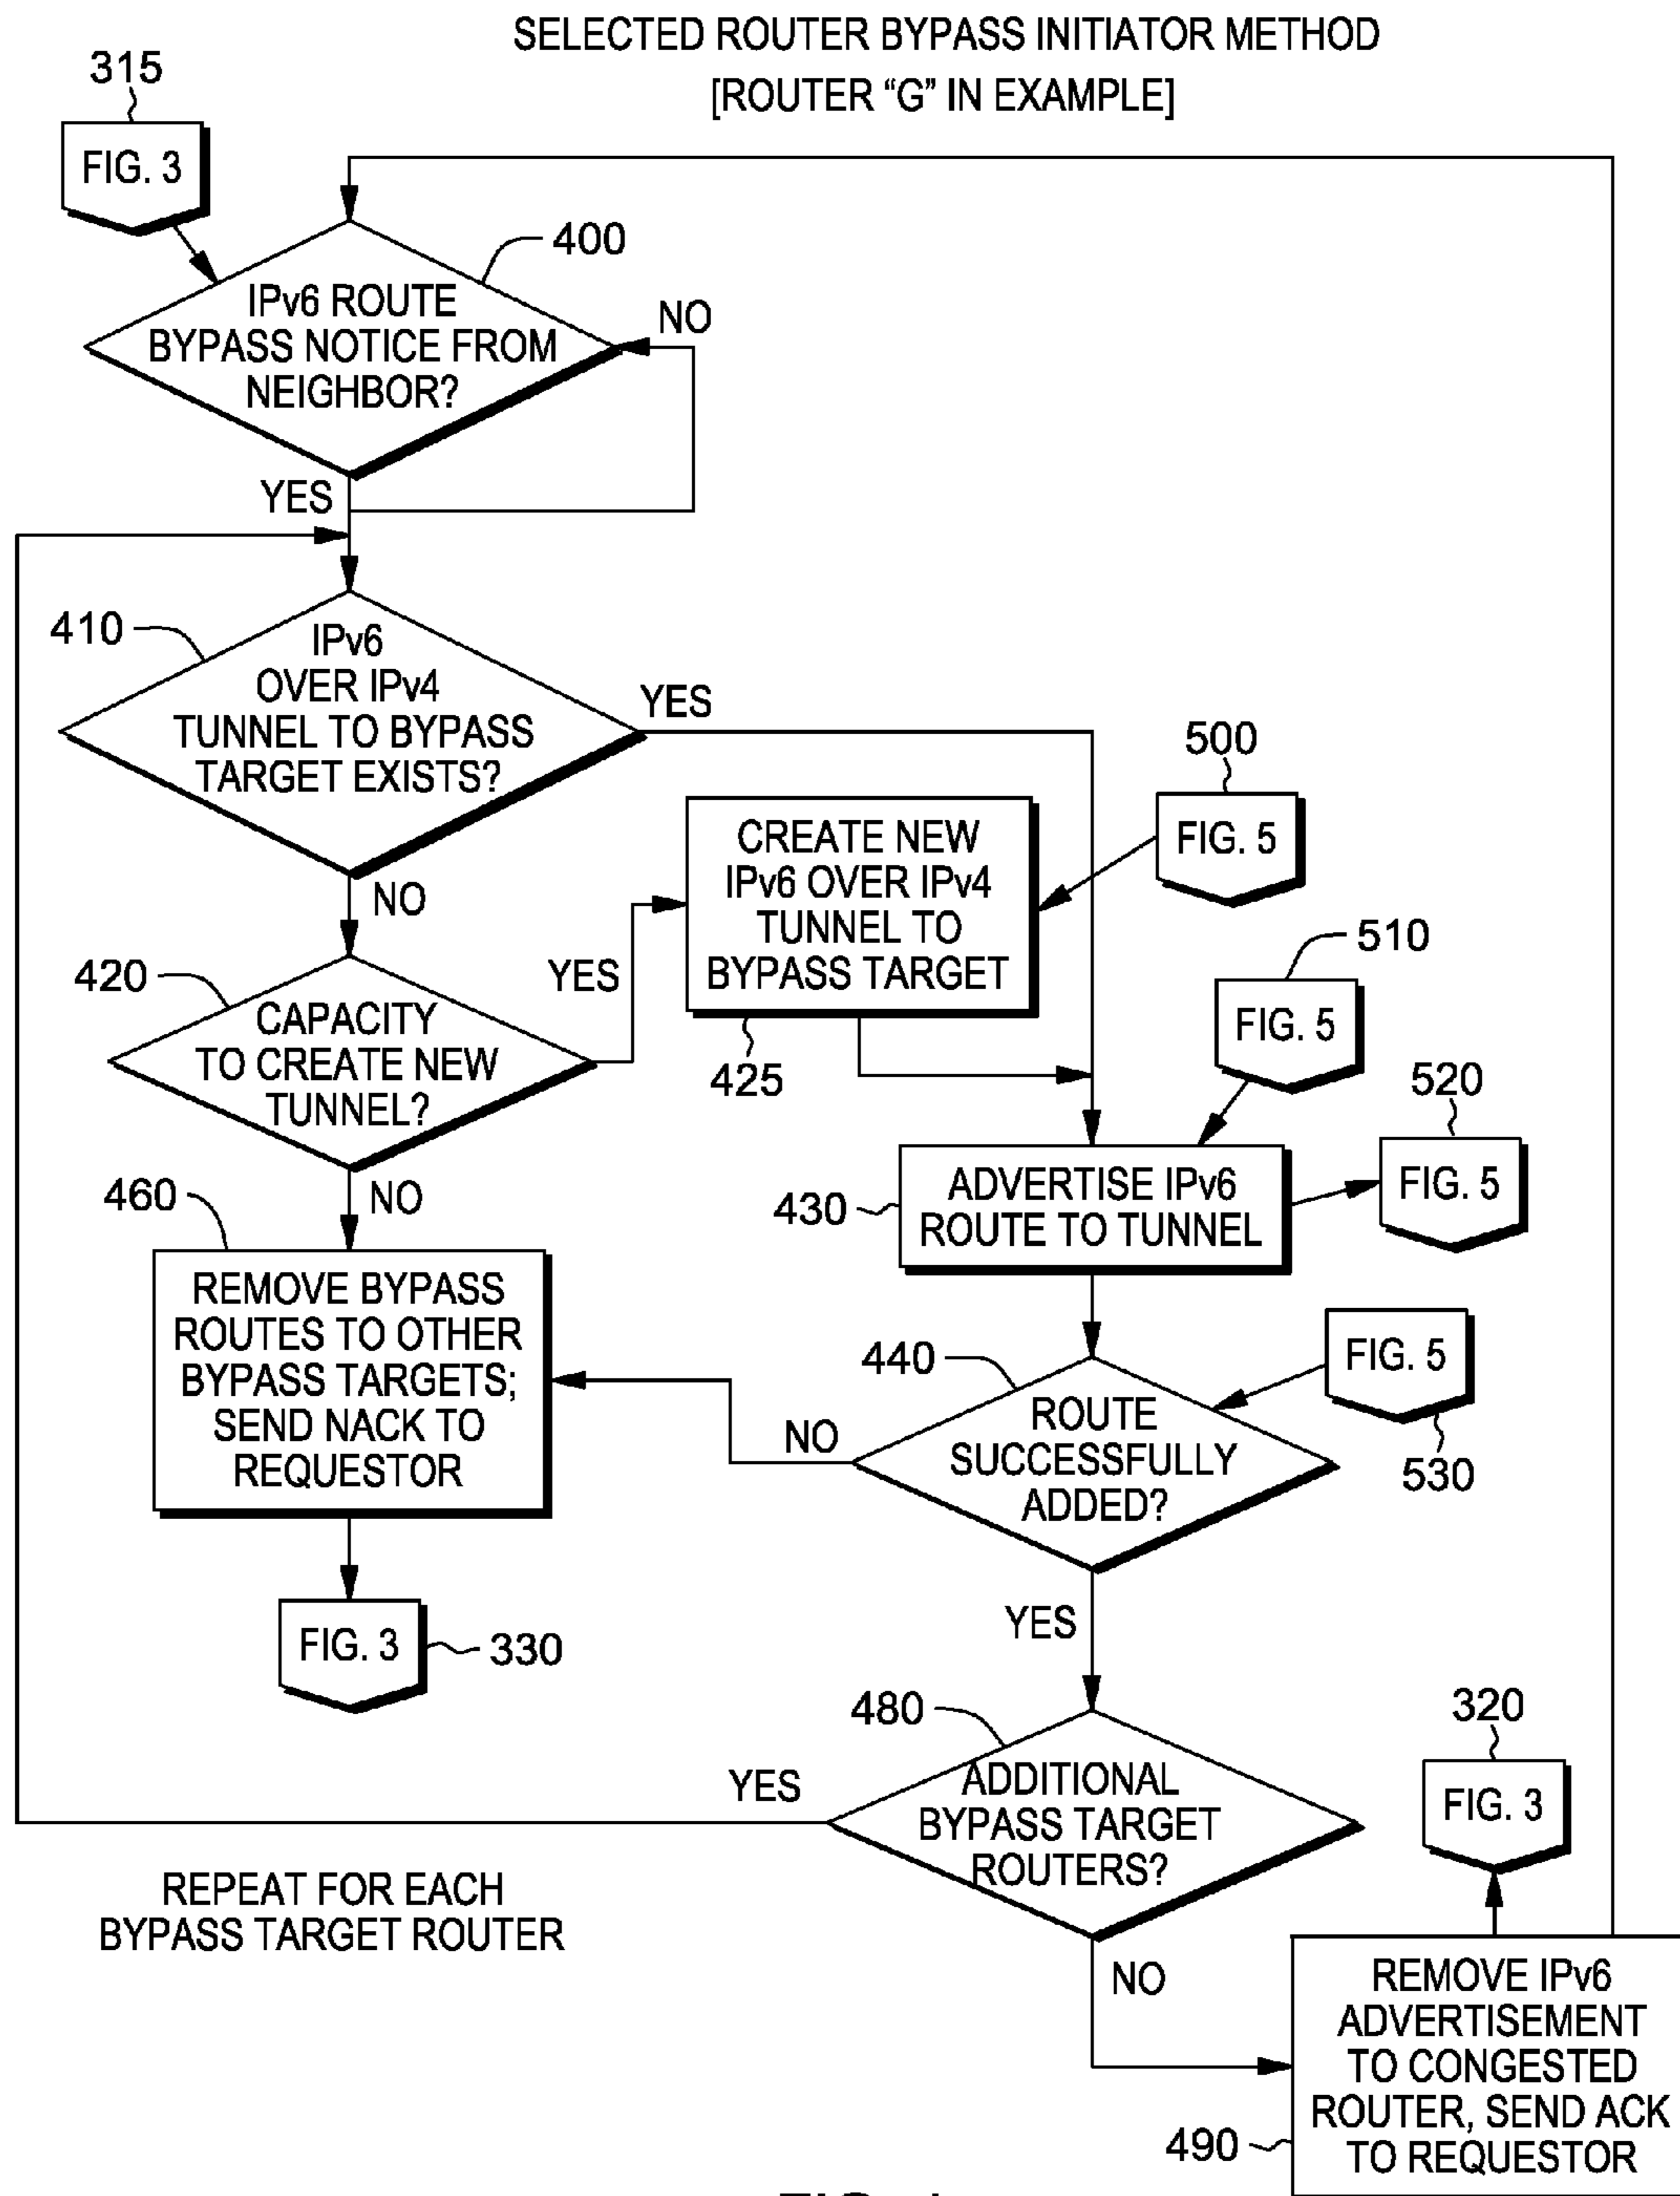 SELECTED ROUTER BYPASS INITIATOR METHOD
[ROUTER “G” IN EXAMPLE]
315
FIG. 3
400
IPv6 ROUTE
BYPASS NOTICE FROM
NEIGHBOR?
NO
YES
410
IPv6
OVER IPv4
TUNNEL TO BYPASS
TARGET EXISTS?
YES
NO
500
FIG. 5
CREATE NEW
IPv6 OVER IPv4
TUNNEL TO
BYPASS TARGET
425
420
CAPACITY
TO CREATE NEW
TUNNEL?
YES
NO
510
FIG. 5
520
FIG. 5
430
ADVERTISE IPv6
ROUTE TO TUNNEL
460
REMOVE BYPASS
ROUTES TO OTHER
BYPASS TARGETS;
SEND NACK TO
REQUESTOR
440
ROUTE
SUCCESSFULLY
ADDED?
NO
FIG. 5
530
YES
FIG. 3
330
480
ADDITIONAL
BYPASS TARGET
ROUTERS?
YES
NO
320
FIG. 3
REPEAT FOR EACH
BYPASS TARGET ROUTER
REMOVE IPv6
ADVERTISEMENT
TO CONGESTED
ROUTER, SEND ACK
TO REQUESTOR
490